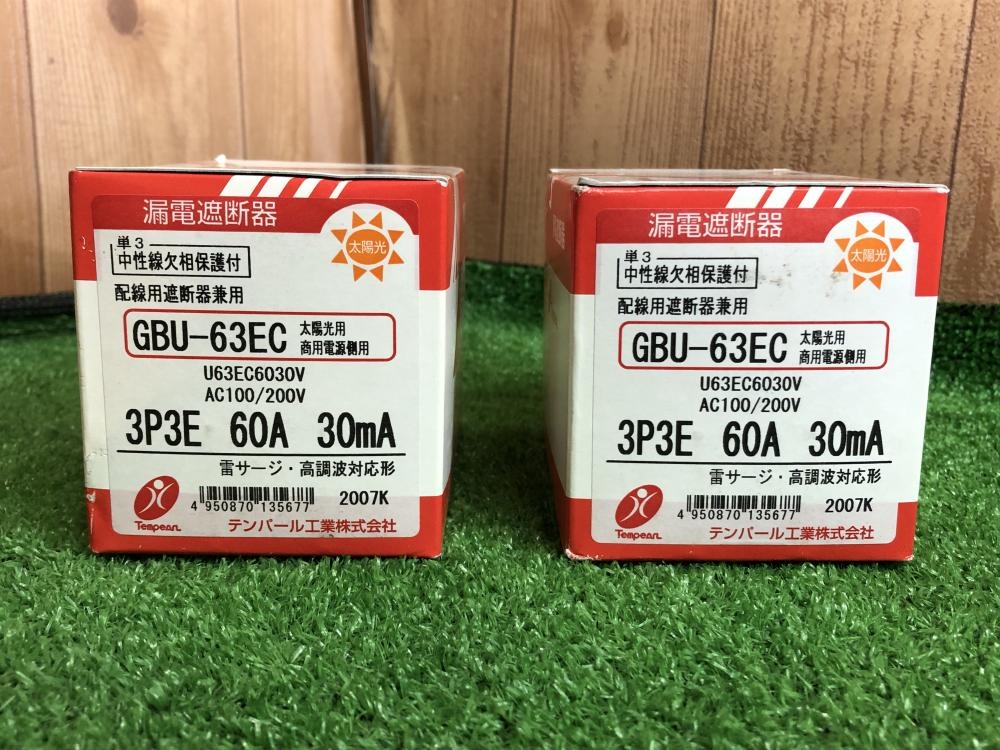 漏電遮断器
太陽光
単3
中性線欠相保護付
配線用遮断器兼用
GBU-63EC 太陽光用
商用電源側用
U63EC6030V
AC100/200V
3P3E 60A 30mA
雷サージ・高調波対応形
4 950870 135677
2007K
Tempearl
テンパール工業株式会社
漏電遮断器
太陽光
単3
中性線欠相保護付
配線用遮断器兼用
GBU-63EC 太陽光用
商用電源側用
U63EC6030V
AC100/200V
3P3E 60A 30mA
雷サージ・高調波対応形
4 950870 135677
2007K
Tempearl
テンパール工業株式会社